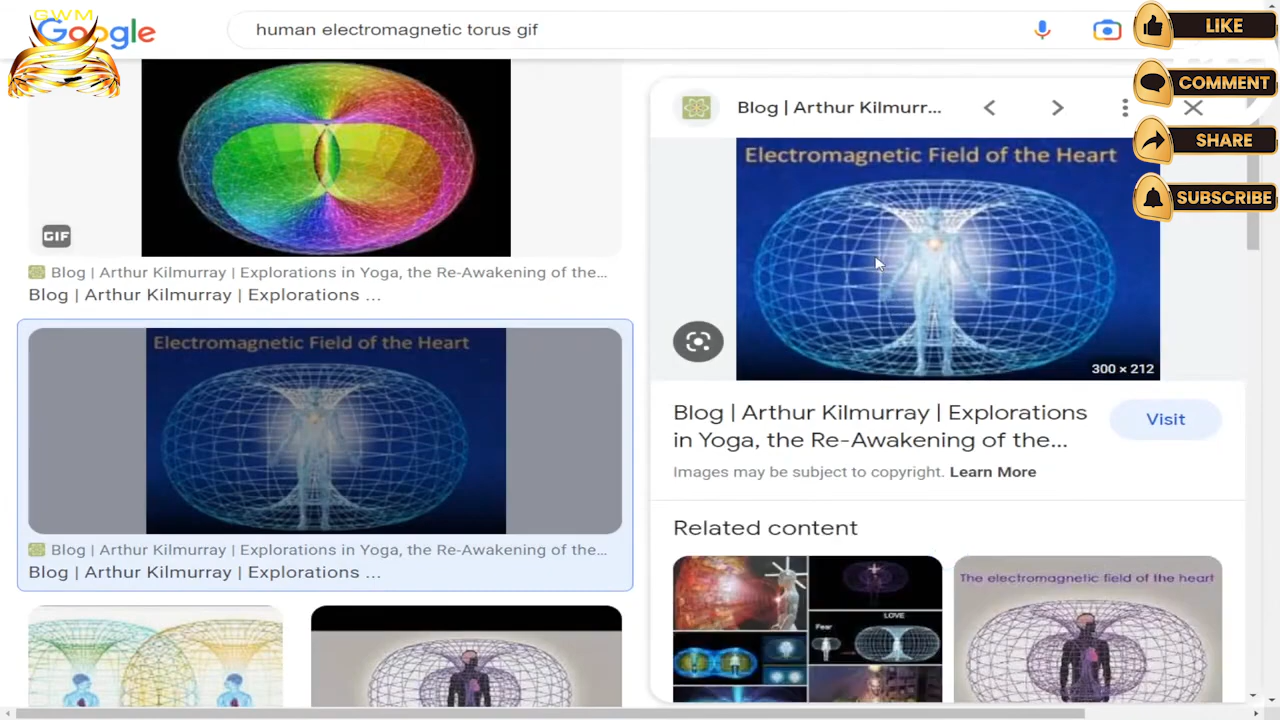 GWM
Google
human electromagnetic torus gif
LIKE
COMMENT
SHARE
SUBSCRIBE
GIF
Blog | Arthur Kilmurray | Explorations in Yoga, the Re-Awakening of the...
Blog | Arthur Kilmurray | Explorations ...
Electromagnetic Field of the Heart
Blog | Arthur Kilmurray | Explorations in Yoga, the Re-Awakening of the...
Blog | Arthur Kilmurray | Explorations ...
Blog | Arthur Kilmurr...
Electromagnetic Field of the Heart
300 × 212
Blog | Arthur Kilmurray | Explorations
in Yoga, the Re-Awakening of the...
Visit
Images may be subject to copyright. Learn More
Related content
Fear
LOVE
The electromagnetic field of the heart